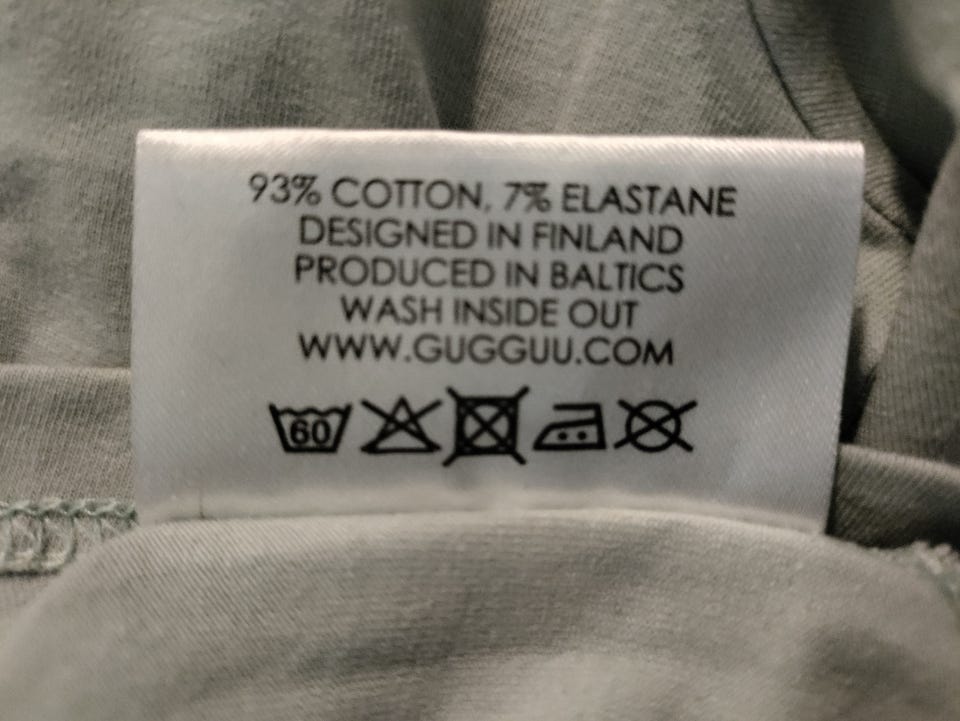 93% COTTON, 7% ELASTANE
DESIGNED IN FINLAND
PRODUCED IN BALTICS
WASH INSIDE OUT
WWW.GUGGUU.COM
60